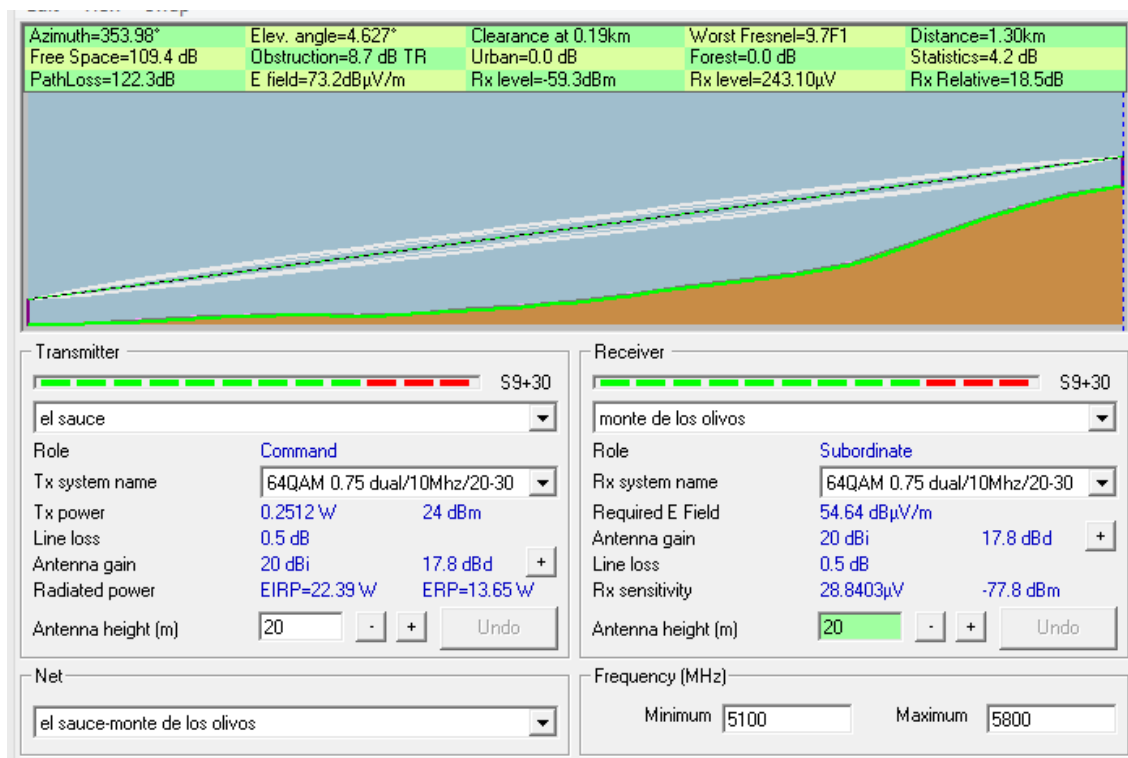 Azimuth=353.98° Elev. angle=4.627° Clearance at 0.19km Worst Fresnel=9.7F1 Distance=1.30km
Free Space=109.4 dB Obstruction=8.7 dB TR Urban=0.0 dB Forest=0.0 dB Statistics=4.2 dB
PathLoss=122.3dB E field=73.2dBµV/m Rx level=-59.3dBm Rx level=243.10µV Rx Relative=18.5dB
Transmitter
S9+30
el sauce
Role Command
Tx system name 64QAM 0.75 dual/10Mhz/20-30
Tx power 0.2512 W 24 dBm
Line loss 0.5 dB
Antenna gain 20 dBi 17.8 dBd +
Radiated power EIRP=22.39 W ERP=13.65 W
Antenna height (m) 20 - + Undo
Receiver
S9+30
monte de los olivos
Role Subordinate
Rx system name 64QAM 0.75 dual/10Mhz/20-30
Required E Field 54.64 dBµV/m
Antenna gain 20 dBi 17.8 dBd +
Line loss 0.5 dB
Rx sensitivity 28.8403µV -77.8 dBm
Antenna height (m) 20 - + Undo
Net
el sauce-monte de los olivos
Frequency (MHz)
Minimum 5100 Maximum 5800